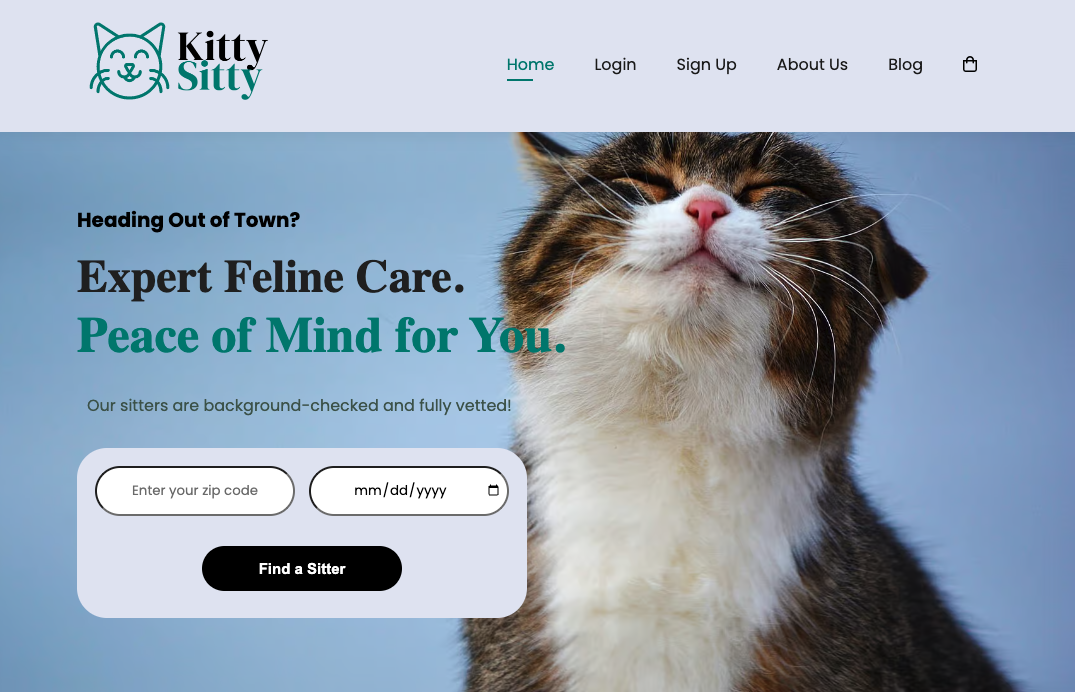 Kitty
Sitty
Home Login Sign Up About Us Blog
Heading Out of Town?
Expert Feline Care.
Peace of Mind for You.
Our sitters are background-checked and fully vetted!
Enter your zip code mm/dd/yyyy
Find a Sitter